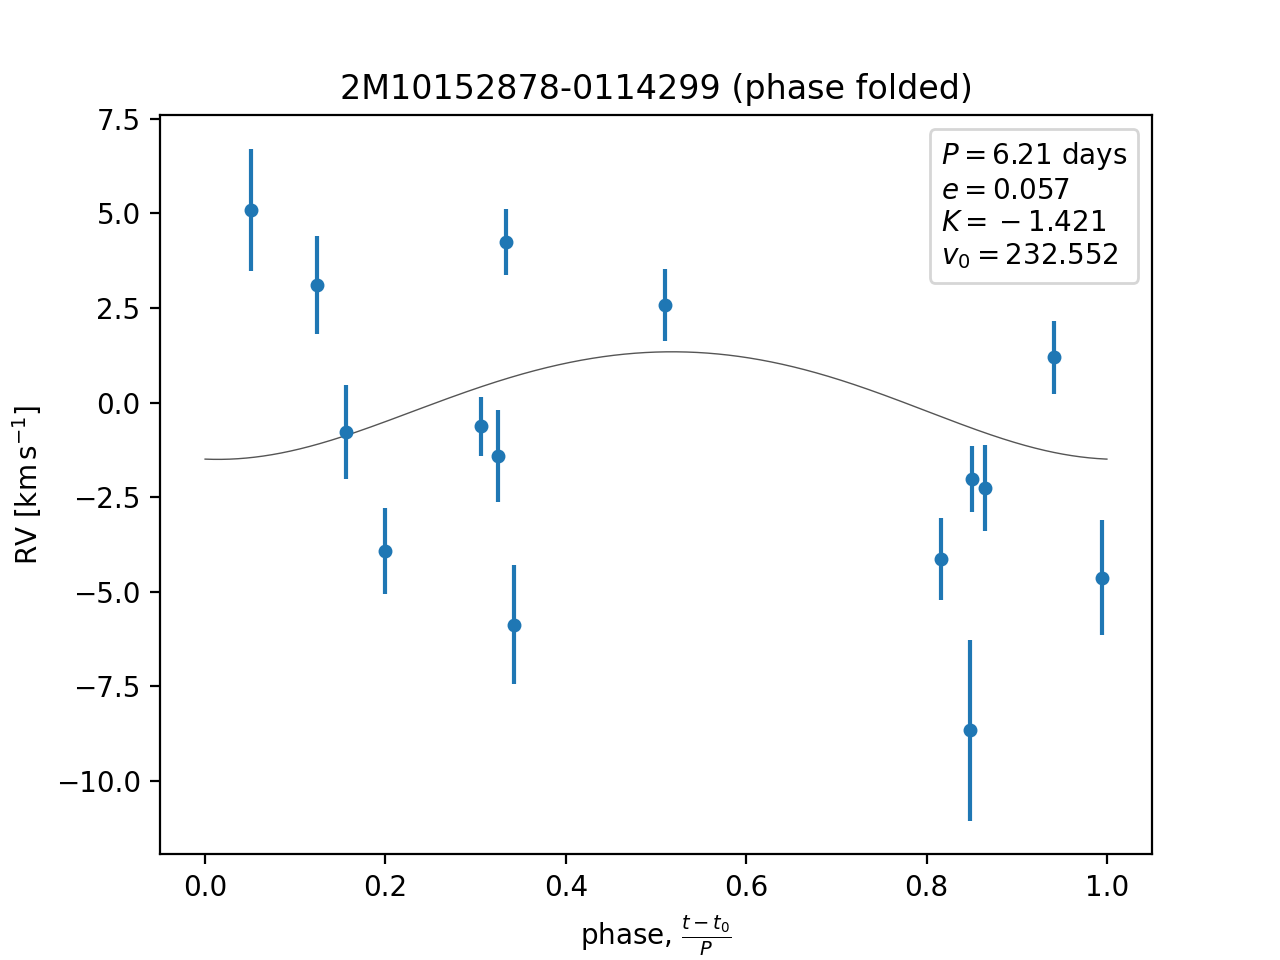 2M10152878-0114299 (phase folded)
P = 6.21 days
e = 0.057
K = −1.421
v₀ = 232.552
7.5
5.0
2.5
0.0
−2.5
−5.0
−7.5
−10.0
RV [km s⁻¹]
0.0 0.2 0.4 0.6 0.8 1.0
phase, (t − t₀)/P